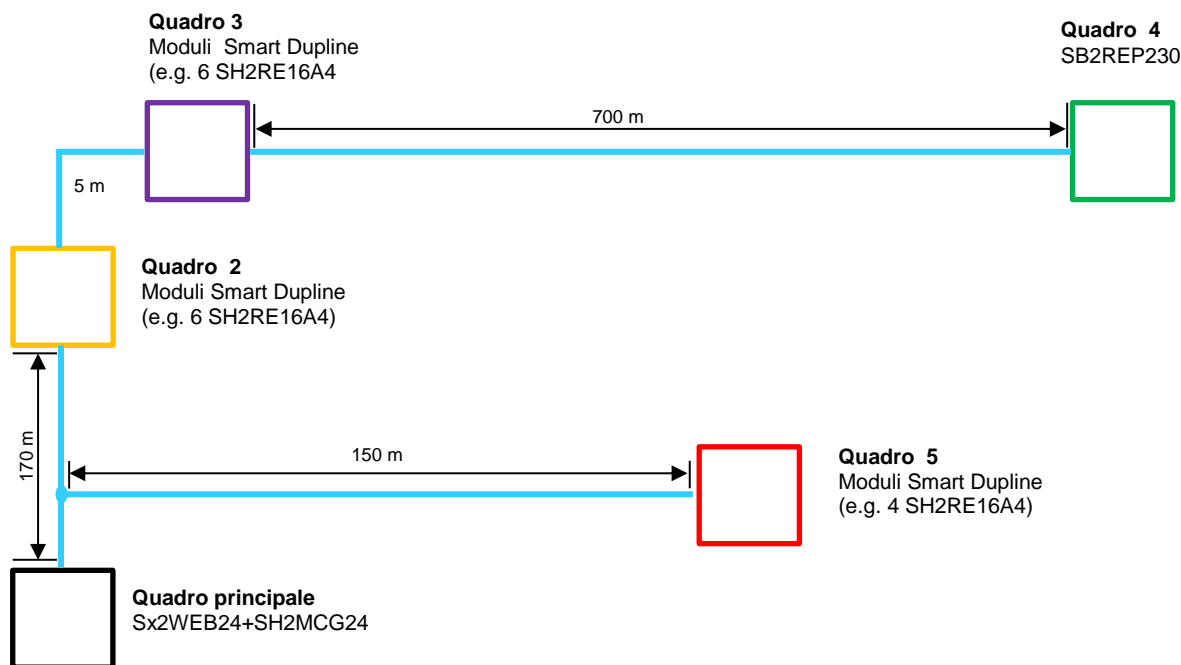 Quadro 3
Moduli Smart Dupline
(e.g. 6 SH2RE16A4
Quadro 4
SB2REP230
700 m
5 m
Quadro 2
Moduli Smart Dupline
(e.g. 6 SH2RE16A4)
170 m
150 m
Quadro 5
Moduli Smart Dupline
(e.g. 4 SH2RE16A4)
Quadro principale
Sx2WEB24+SH2MCG24